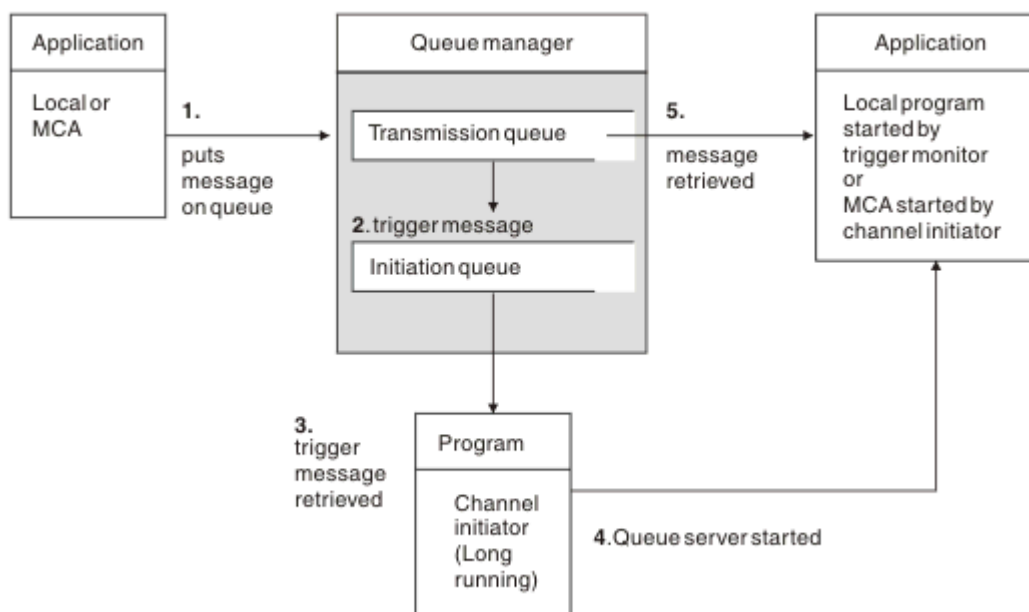 Application
Local or
MCA
1.
puts
message
on queue
Queue manager
Transmission queue
2.trigger message
Initiation queue
5.
message
retrieved
Application
Local program
started by
trigger monitor
or
MCA started by
channel initiator
3.
trigger
message
retrieved
Program
Channel
initiator
(Long
running)
4.Queue server started